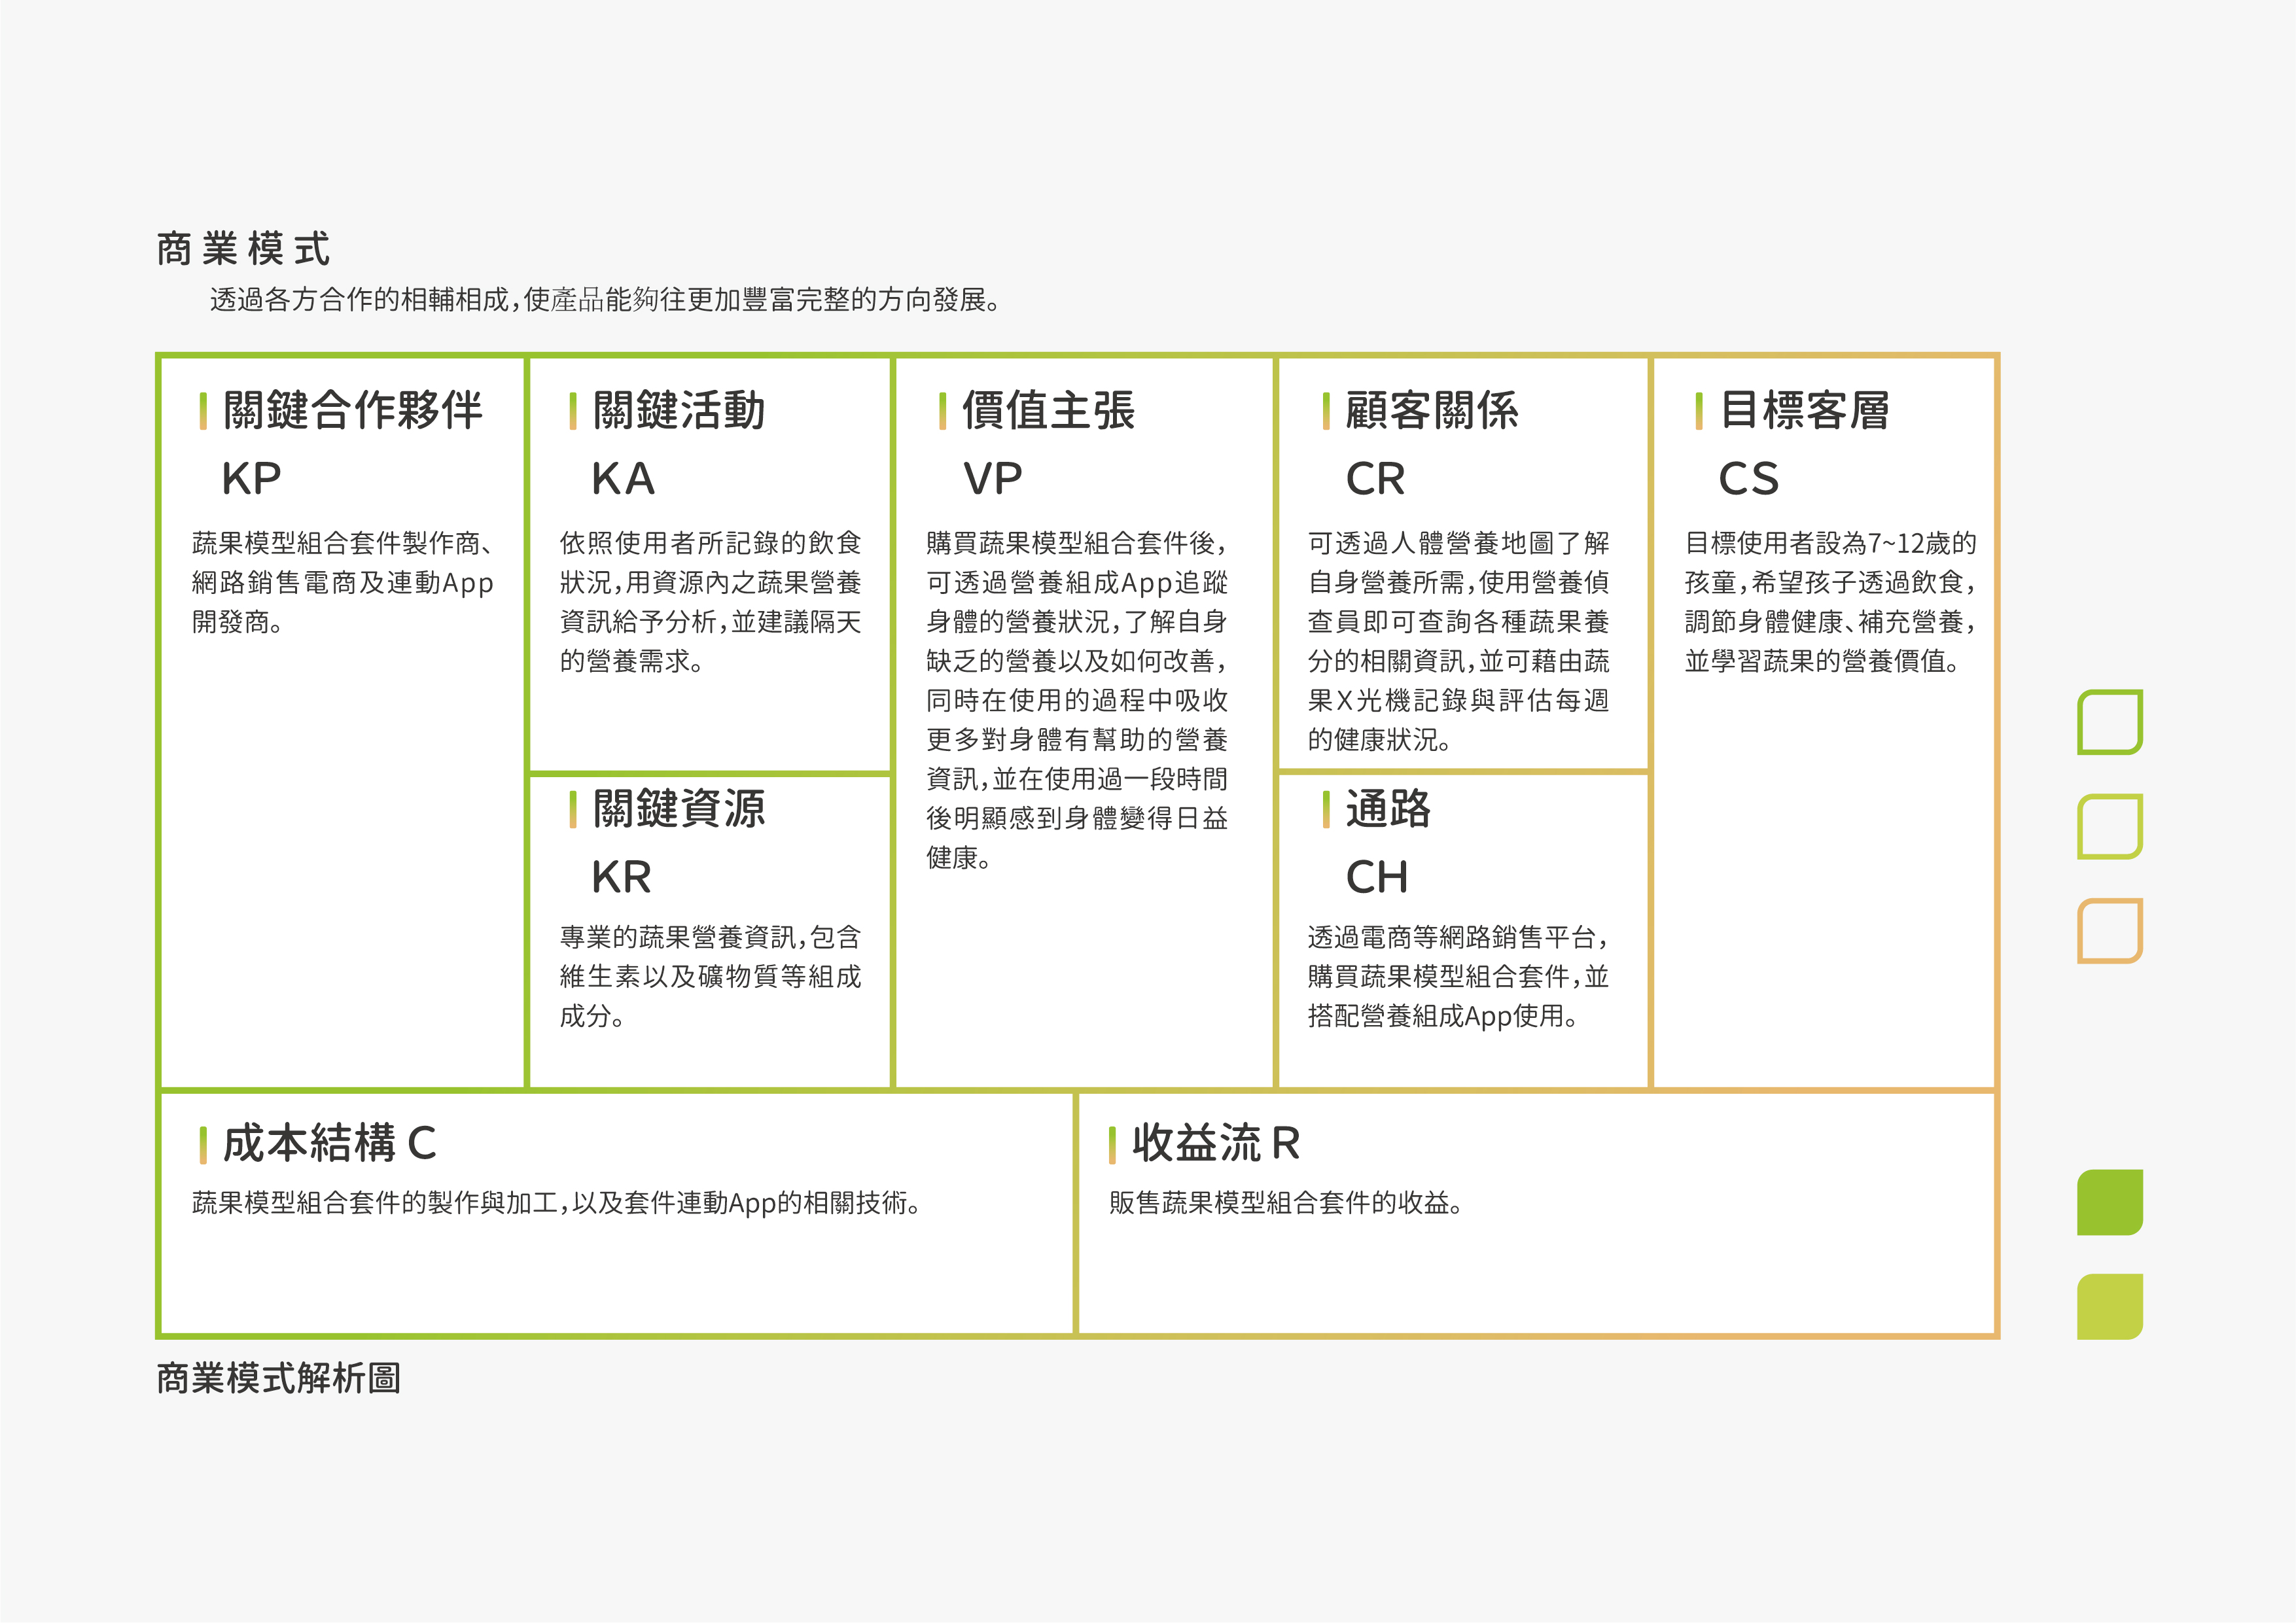 商業模式
透過各方合作的相輔相成,使產品能夠往更加豐富完整的方向發展。
關鍵合作夥伴
KP
蔬果模型組合套件製作商、
網路銷售電商及連動App
開發商。
關鍵活動
KA
依照使用者所記錄的飲食
狀況,用資源內之蔬果營養
資訊給予分析,並建議隔天
的營養需求。
關鍵資源
KR
專業的蔬果營養資訊,包含
維生素以及礦物質等組成
成分。
價值主張
VP
購買蔬果模型組合套件後,
可透過營養組成App追蹤
身體的營養狀況,了解自身
缺乏的營養以及如何改善,
同時在使用的過程中吸收
更多對身體有幫助的營養
資訊,並在使用過一段時間
後明顯感到身體變得日益
健康。
顧客關係
CR
可透過人體營養地圖了解
自身營養所需,使用營養偵
查員即可查詢各種蔬果養
分的相關資訊,並可藉由蔬
果X光機記錄與評估每週
的健康狀況。
通路
CH
透過電商等網路銷售平台,
購買蔬果模型組合套件,並
搭配營養組成App使用。
目標客層
CS
目標使用者設為7~12歲的
孩童,希望孩子透過飲食,
調節身體健康、補充營養,
並學習蔬果的營養價值。
成本結構 C
蔬果模型組合套件的製作與加工,以及套件連動App的相關技術。
收益流 R
販售蔬果模型組合套件的收益。
商業模式解析圖